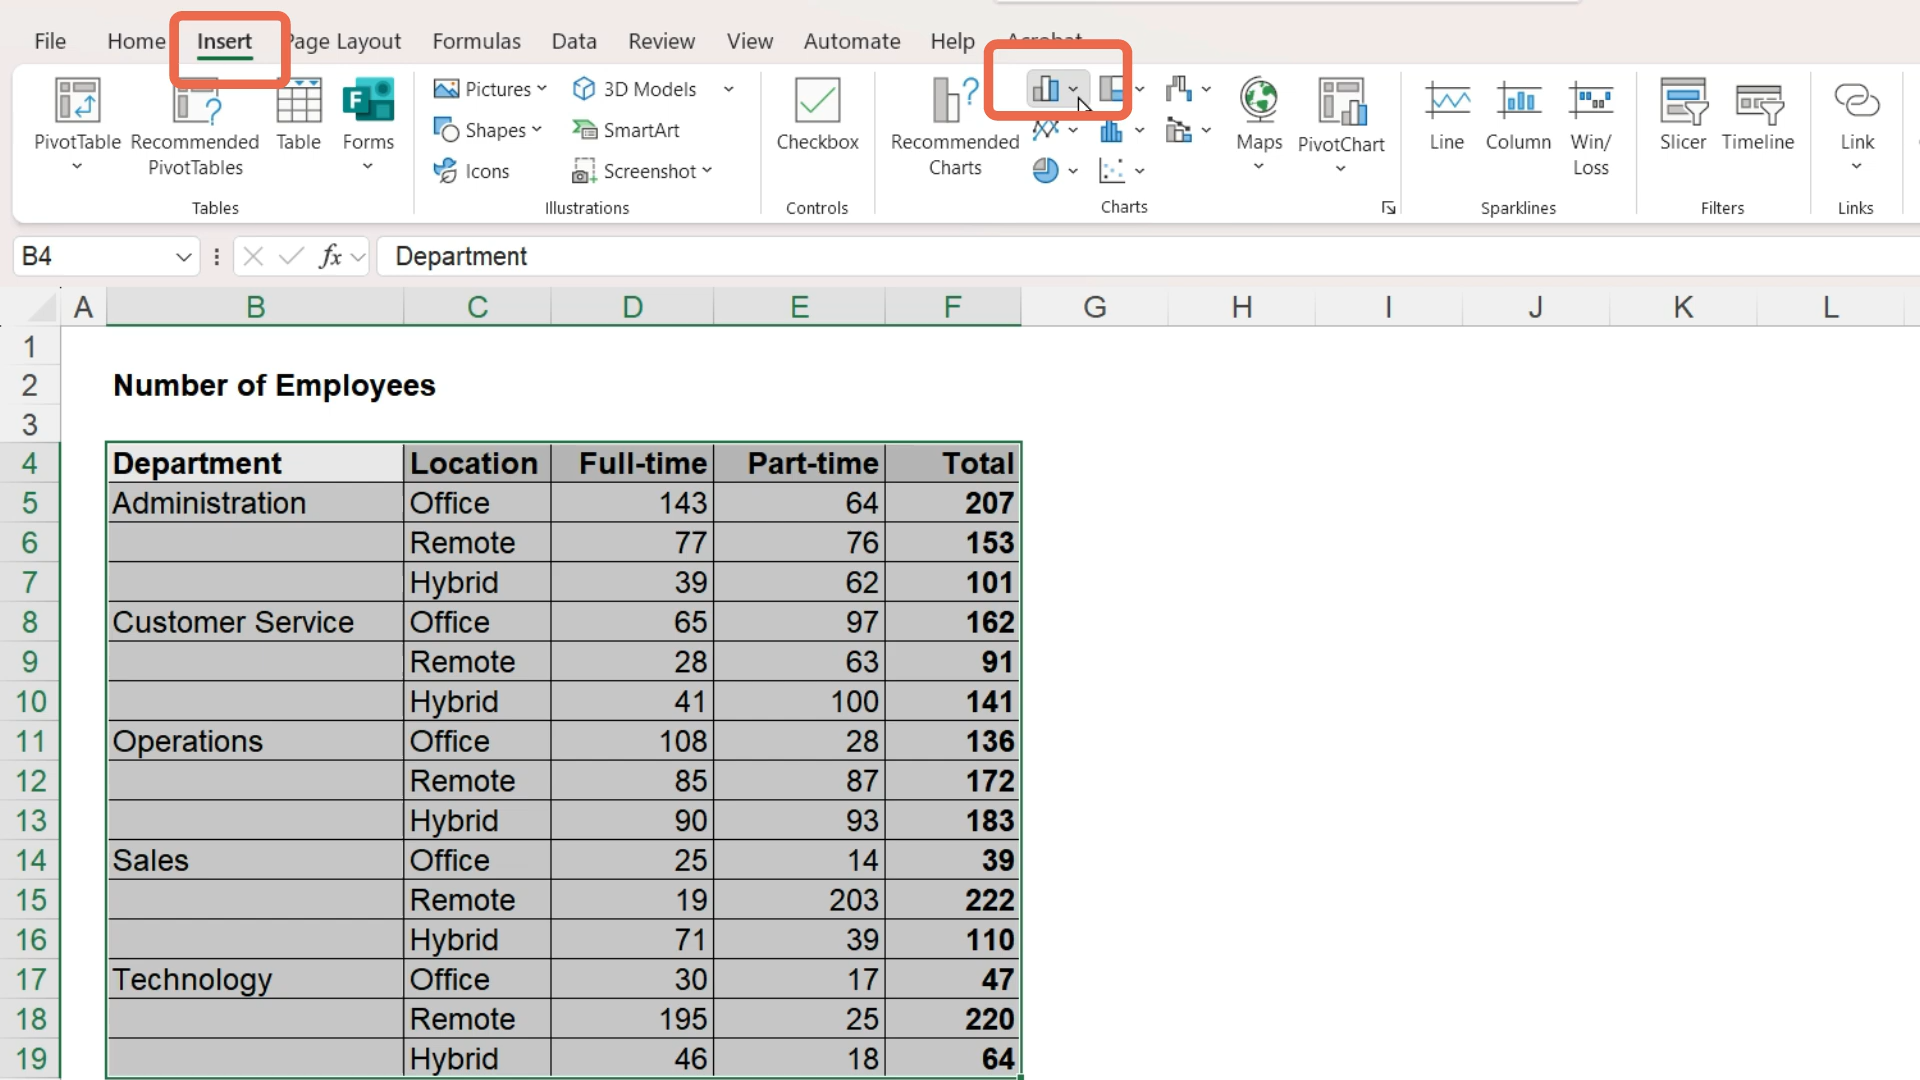 File Home Insert Page Layout Formulas Data Review View Automate Help Acrobat
PivotTable
Recommended PivotTables
Table
Forms
Tables
Pictures
Shapes
Icons
3D Models
SmartArt
Screenshot
Illustrations
Checkbox
Controls
Recommended Charts
Maps
PivotChart
Charts
Line
Column
Win/ Loss
Sparklines
Slicer
Timeline
Filters
Link
Links
B4 fx Department
A B C D E F G H I J K L
1
2 Number of Employees
3
4 Department Location Full-time Part-time Total
5 Administration Office 143 64 207
6 Remote 77 76 153
7 Hybrid 39 62 101
8 Customer Service Office 65 97 162
9 Remote 28 63 91
10 Hybrid 41 100 141
11 Operations Office 108 28 136
12 Remote 85 87 172
13 Hybrid 90 93 183
14 Sales Office 25 14 39
15 Remote 19 203 222
16 Hybrid 71 39 110
17 Technology Office 30 17 47
18 Remote 195 25 220
19 Hybrid 46 18 64